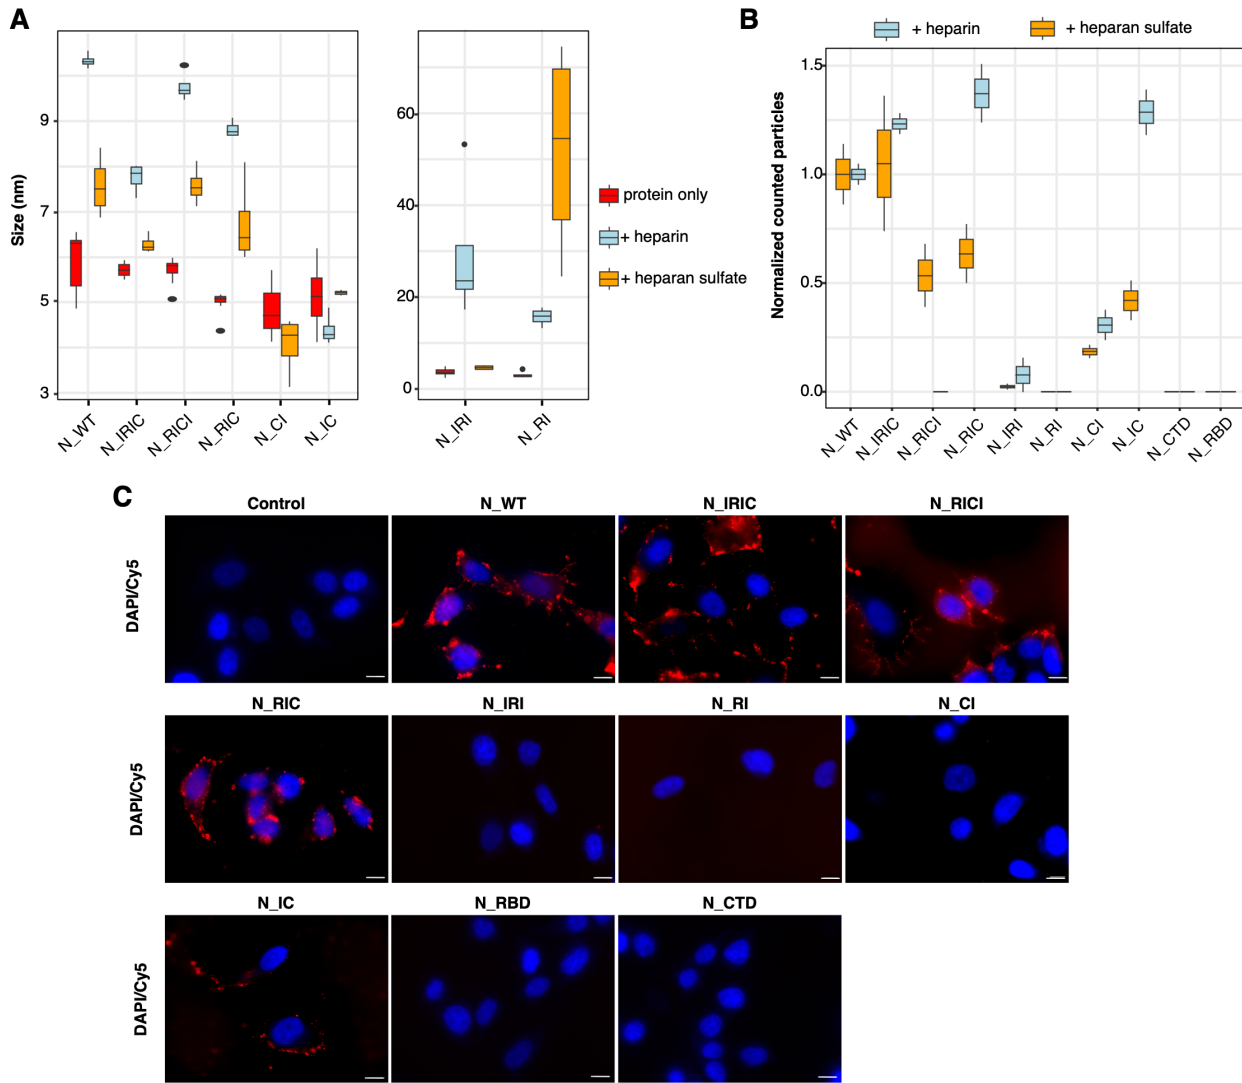 A
B
+ heparin
+ heparan sulfate
Size (nm)
9
7
5
3
N_WT
N_IRIC
N_RICI
N_RIC
N_CI
N_IC
60
40
20
0
N_IRI
N_RI
protein only
+ heparin
+ heparan sulfate
Normalized counted particles
1.5
1.0
0.5
0.0
N_WT
N_IRIC
N_RICI
N_RIC
N_IRI
N_RI
N_CI
N_IC
N_CTD
N_RBD
C
Control
N_WT
N_IRIC
N_RICI
DAPI/Cy5
N_RIC
N_IRI
N_RI
N_CI
DAPI/Cy5
N_IC
N_RBD
N_CTD
DAPI/Cy5